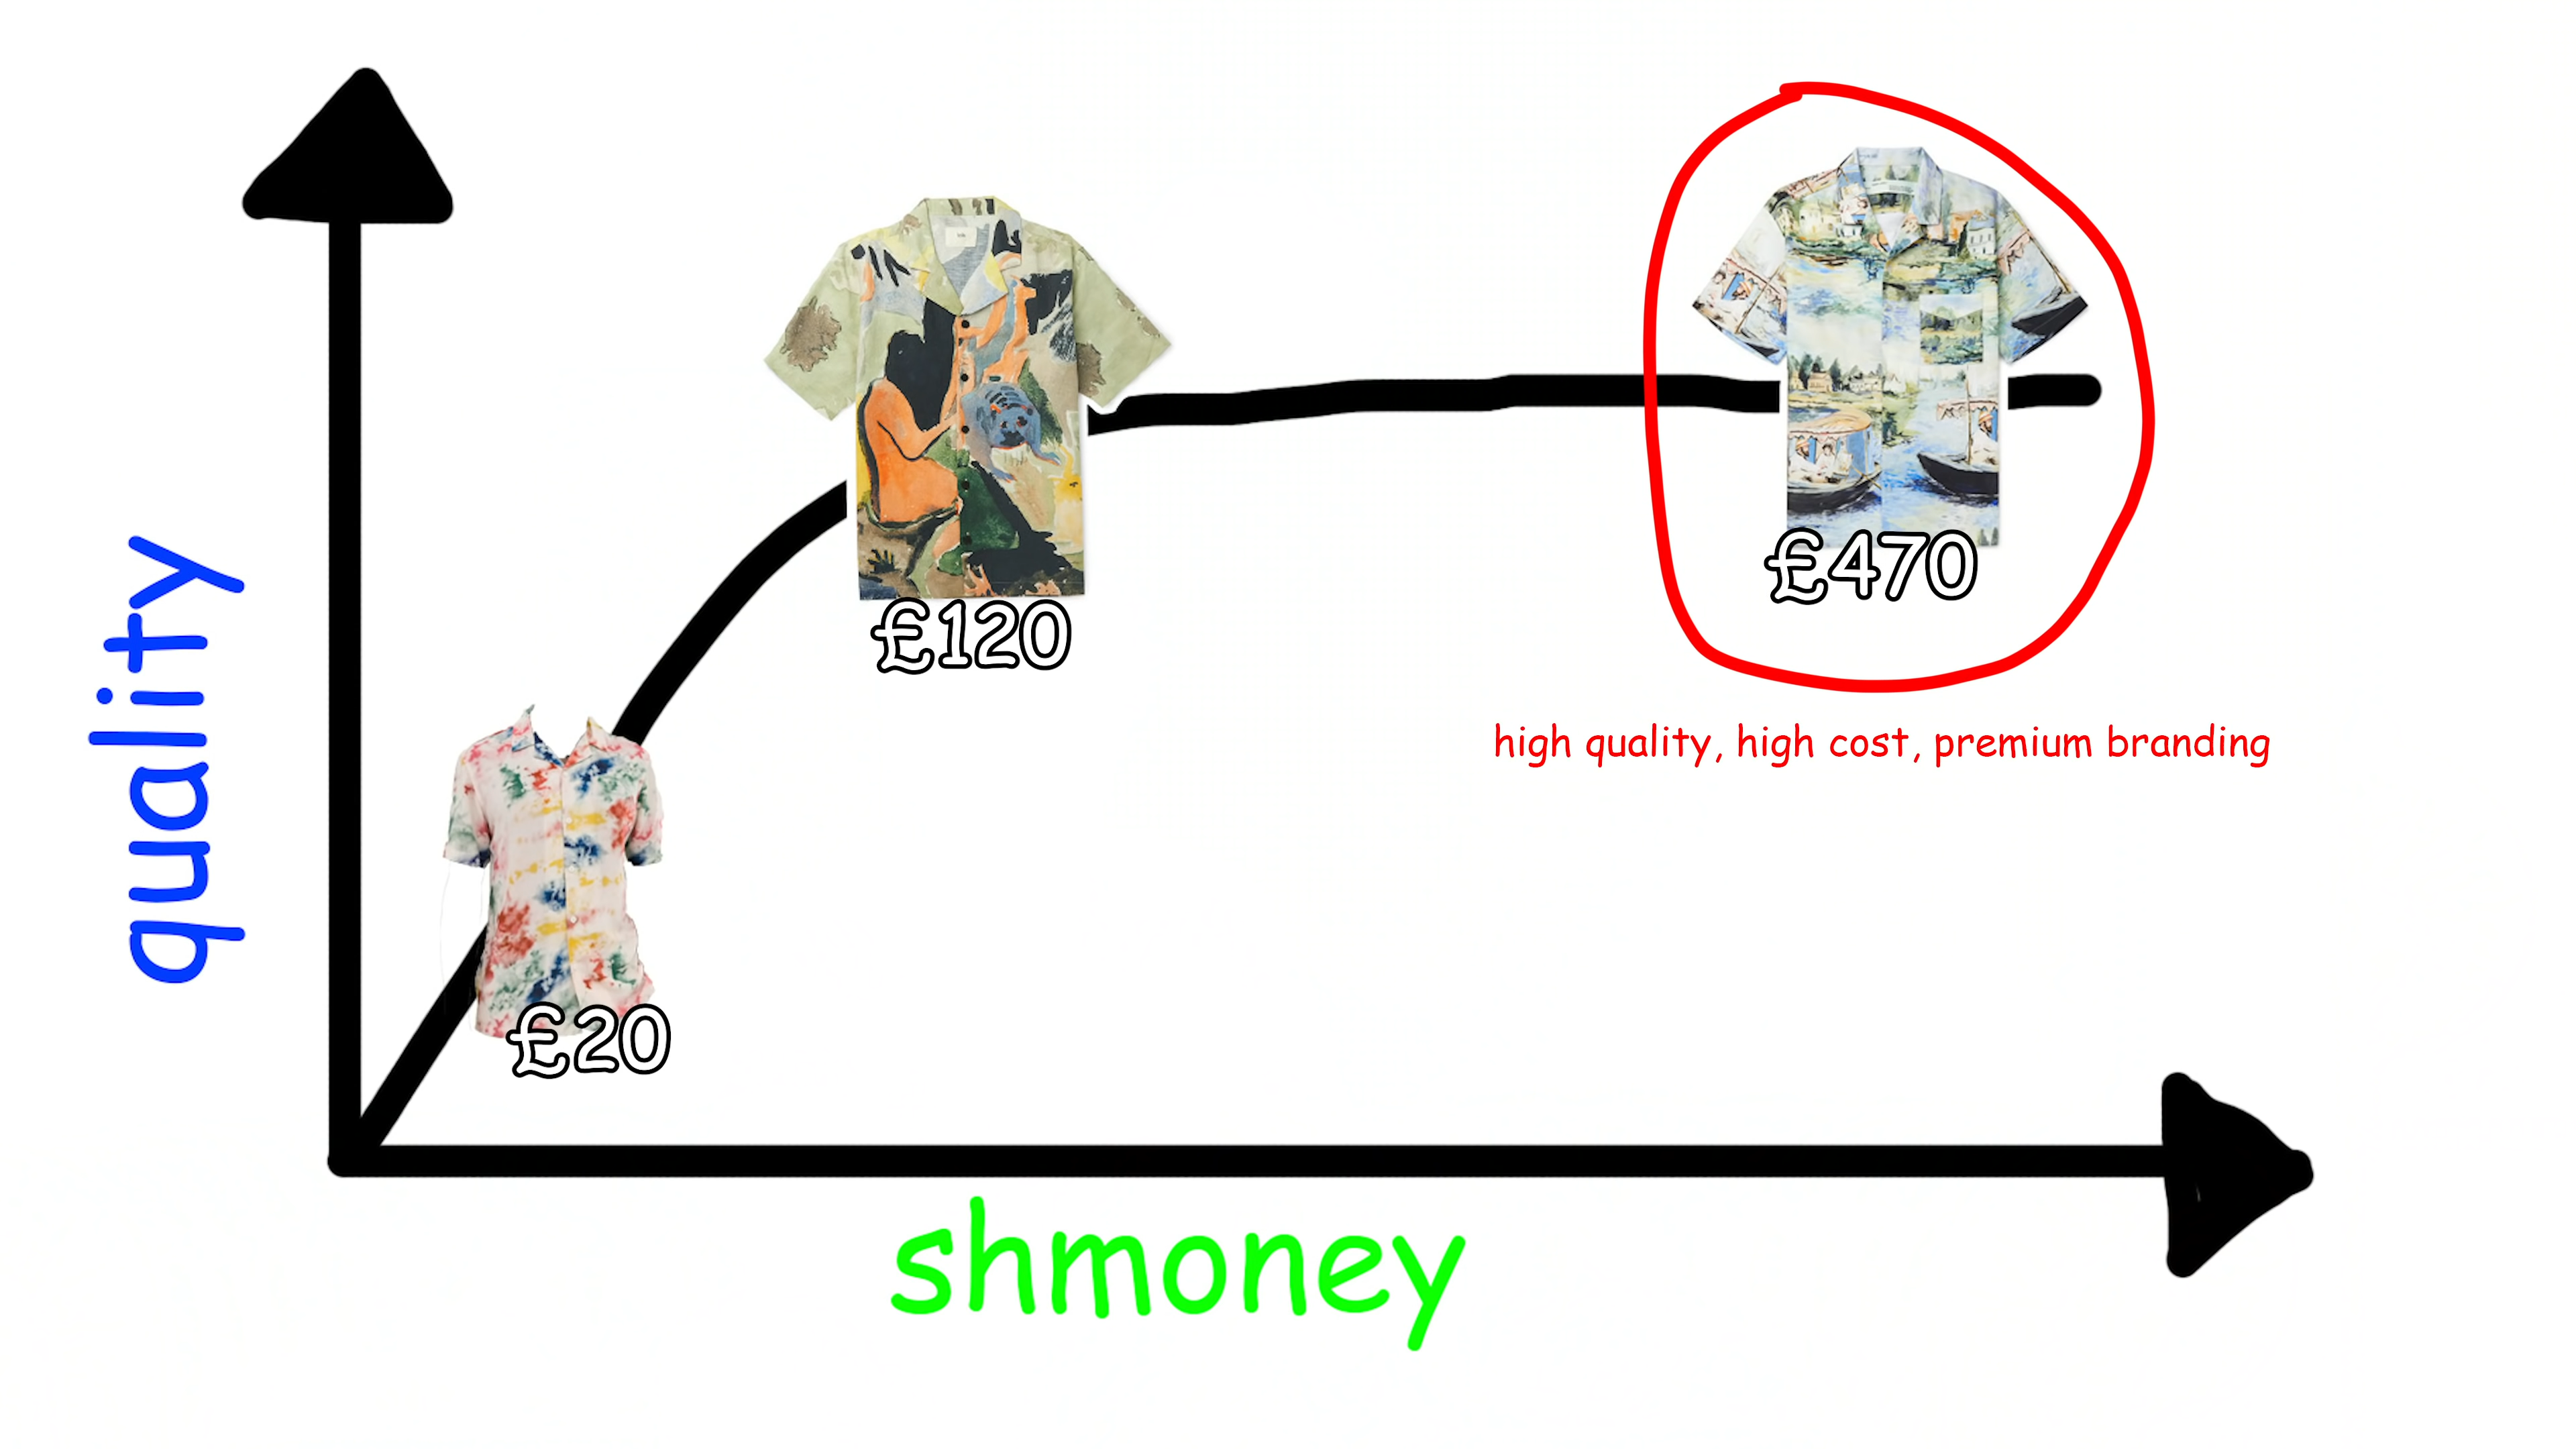 quality
£120
£470
high quality, high cost, premium branding
£20
shmoney